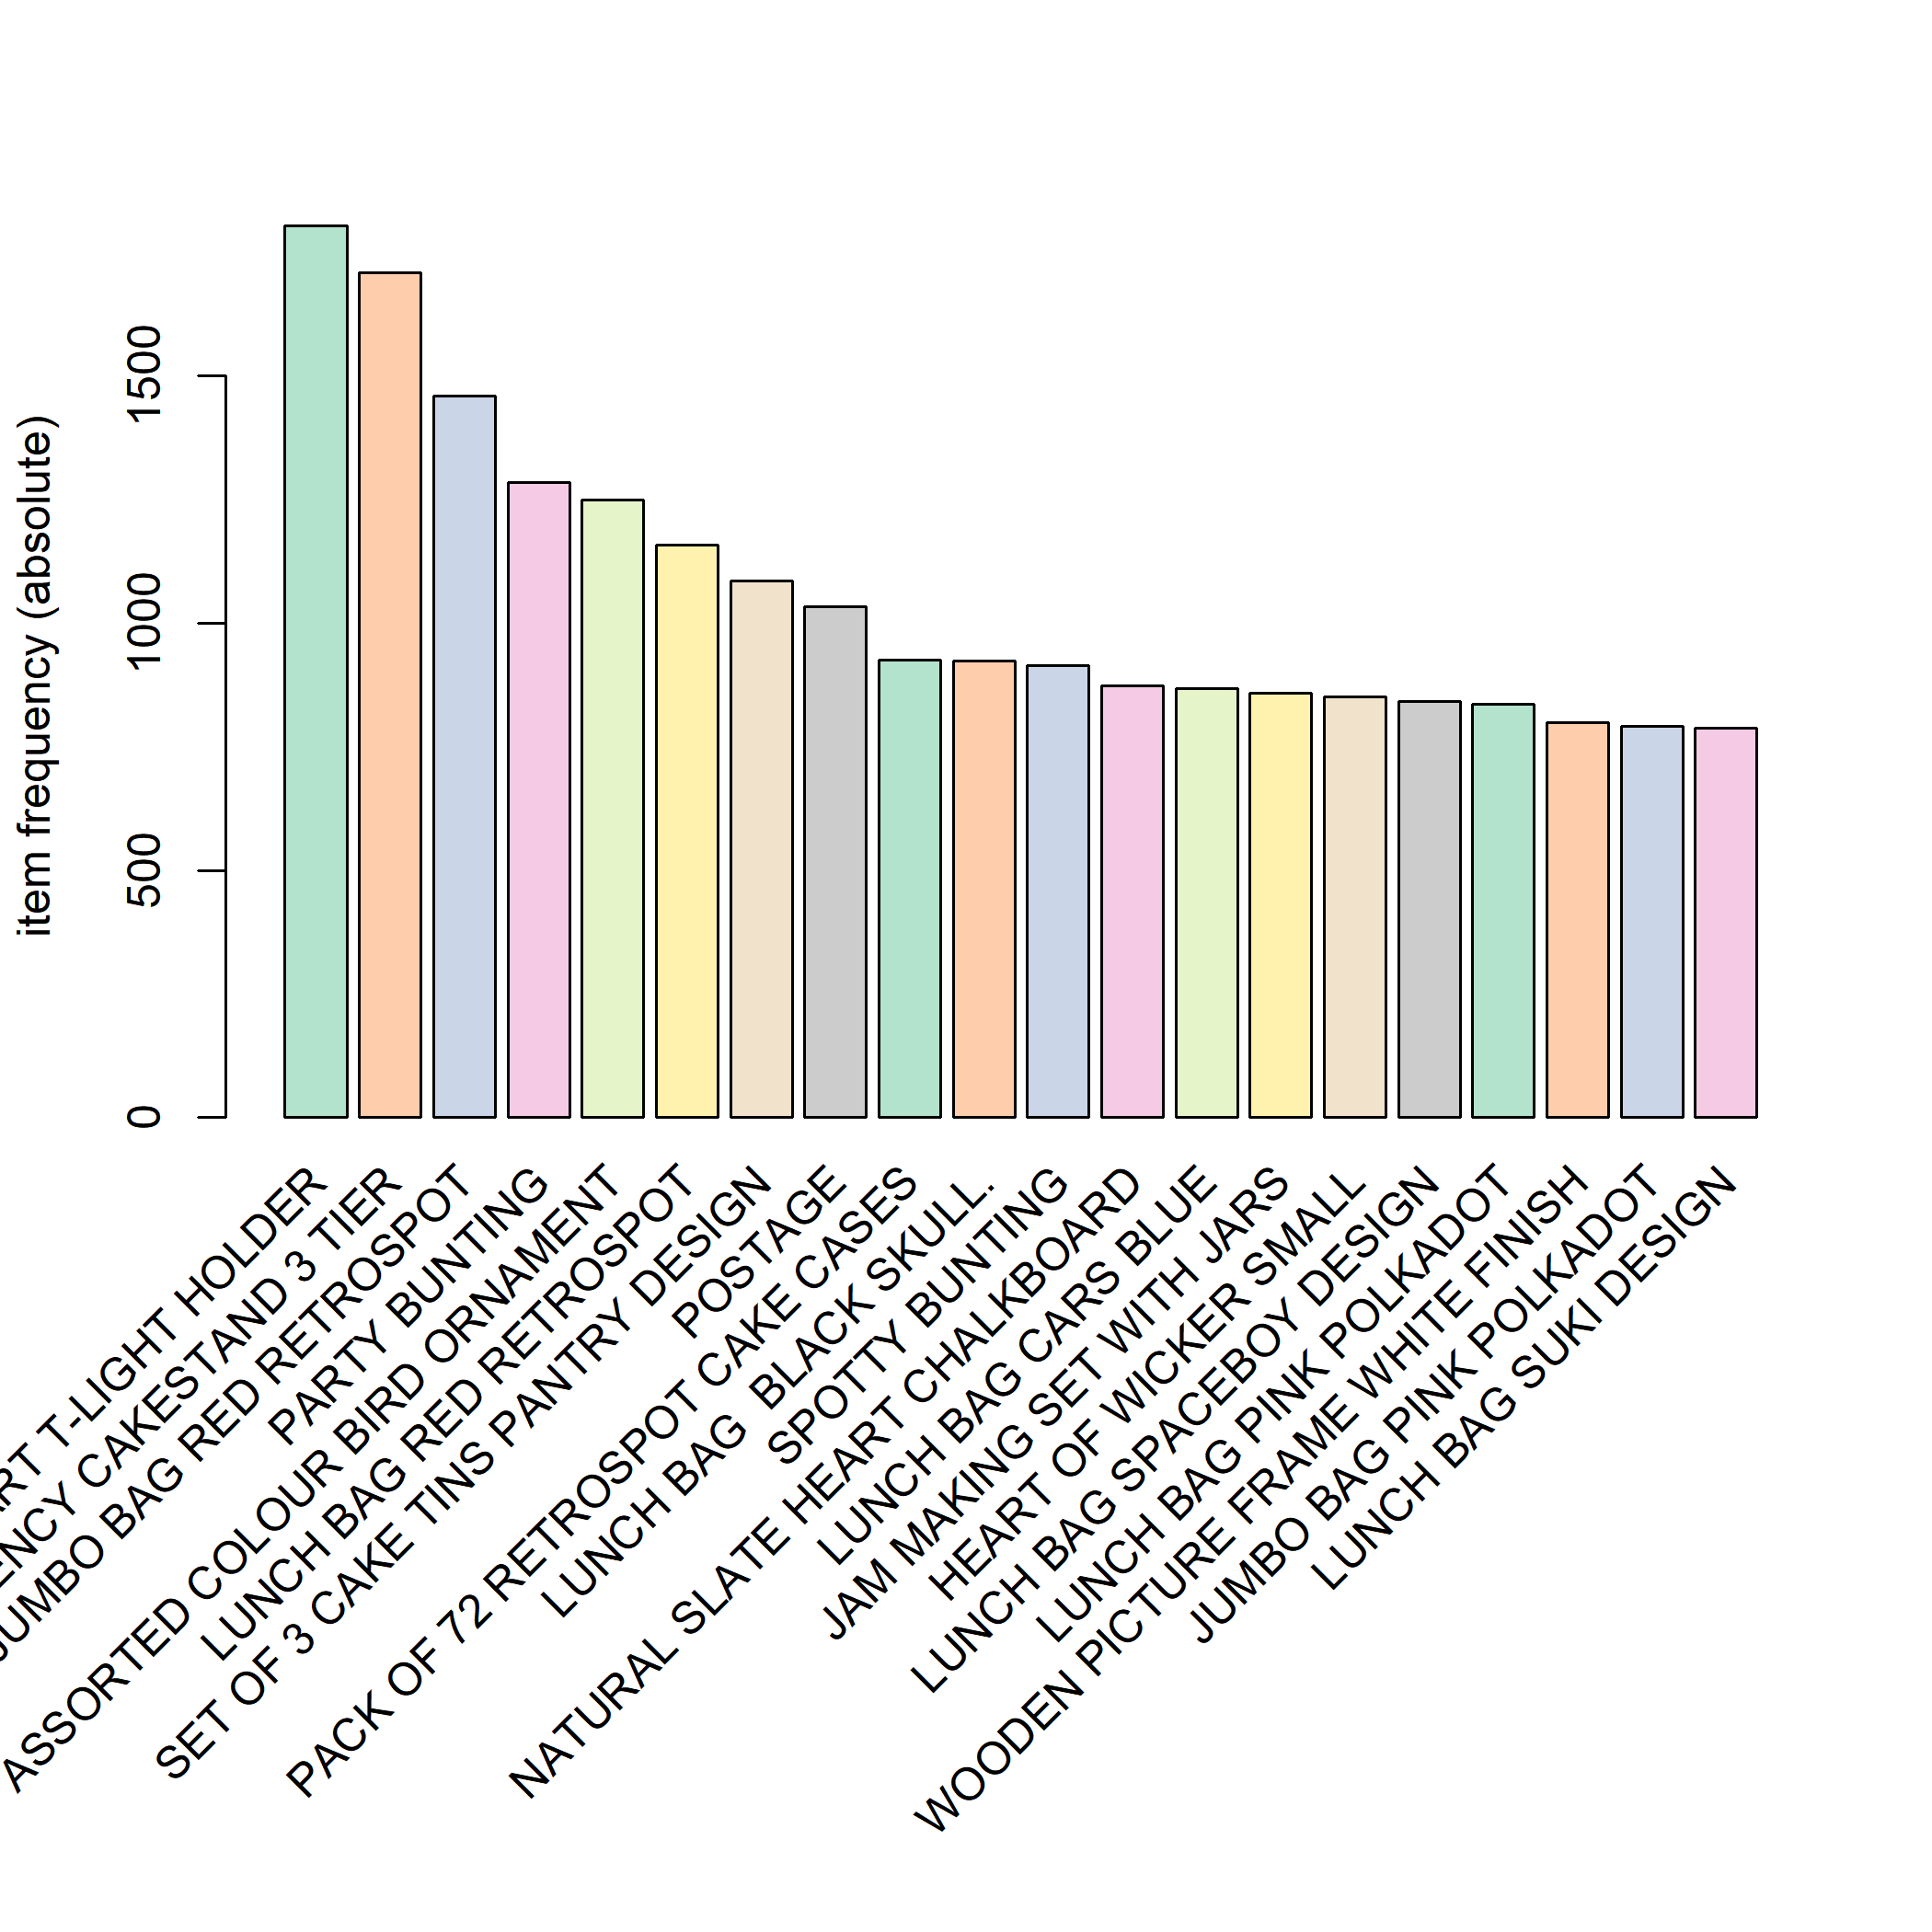 item frequency (absolute)
1500
1000
500
0
T-LIGHT HOLDER
CAKESTAND 3 TIER
JUMBO BAG RED RETROSPOT
PARTY BUNTING
ASSORTED COLOUR BIRD ORNAMENT
LUNCH BAG RED RETROSPOT
SET OF 3 CAKE TINS PANTRY DESIGN
POSTAGE
PACK OF 72 RETROSPOT CAKE CASES
LUNCH BAG  BLACK SKULL.
SPOTTY BUNTING
NATURAL SLATE HEART CHALKBOARD
LUNCH BAG CARS BLUE
JAM MAKING SET WITH JARS
HEART OF WICKER SMALL
LUNCH BAG SPACEBOY DESIGN
LUNCH BAG PINK POLKADOT
WOODEN PICTURE FRAME WHITE FINISH
JUMBO BAG PINK POLKADOT
LUNCH BAG SUKI DESIGN